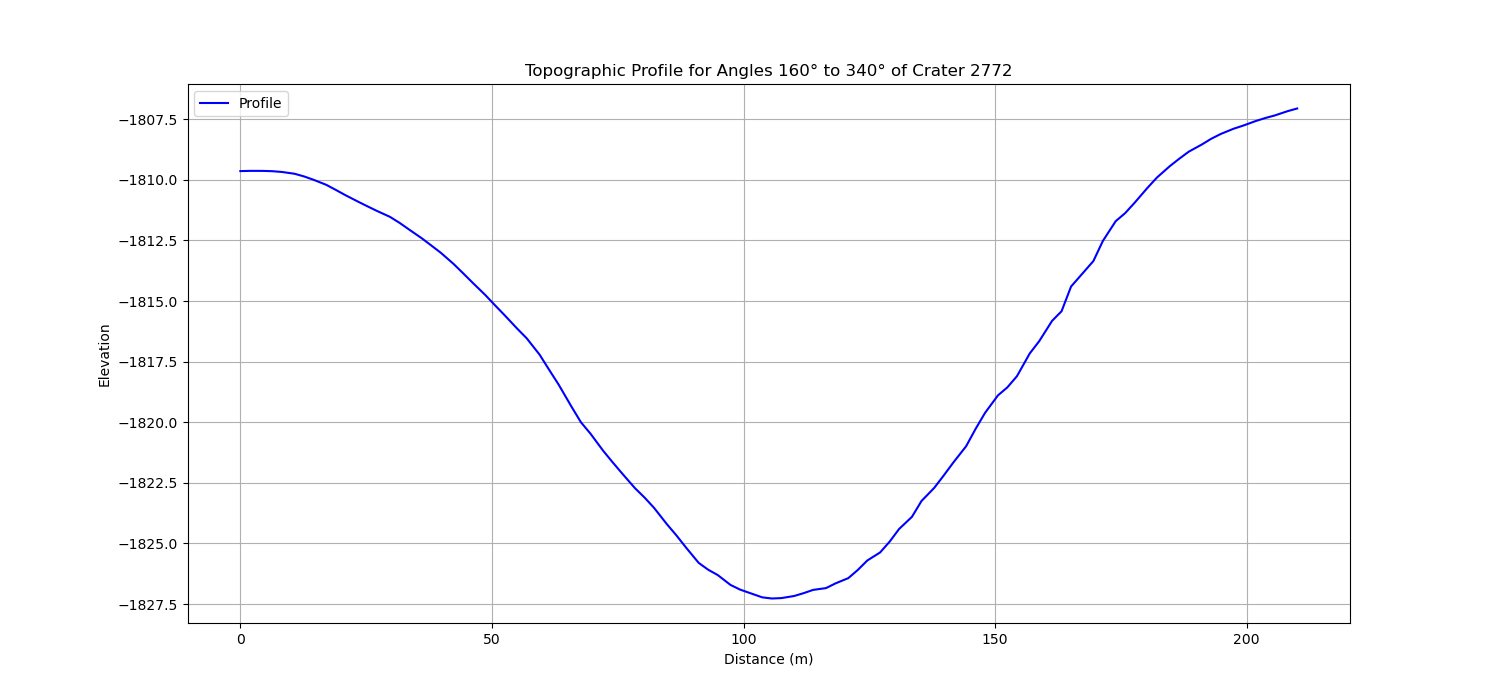 Topographic Profile for Angles 160° to 340° of Crater 2772
Profile
−1807.5
−1810.0
−1812.5
−1815.0
−1817.5
−1820.0
−1822.5
−1825.0
−1827.5
Elevation
0 50 100 150 200
Distance (m)